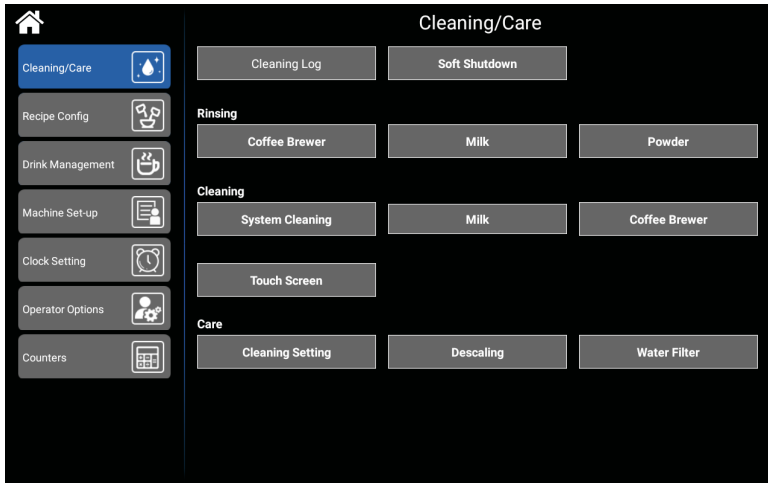 Cleaning/Care
Cleaning/Care
Recipe Config
Drink Management
Machine Set-up
Clock Setting
Operator Options
Counters
Cleaning Log
Soft Shutdown
Rinsing
Coffee Brewer
Milk
Powder
Cleaning
System Cleaning
Milk
Coffee Brewer
Touch Screen
Care
Cleaning Setting
Descaling
Water Filter